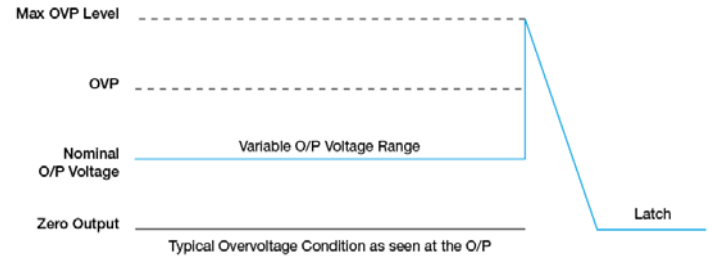 Max OVP Level
OVP
Variable O/P Voltage Range
Nominal
O/P Voltage
Latch
Zero Output
Typical Overvoltage Condition as seen at the O/P